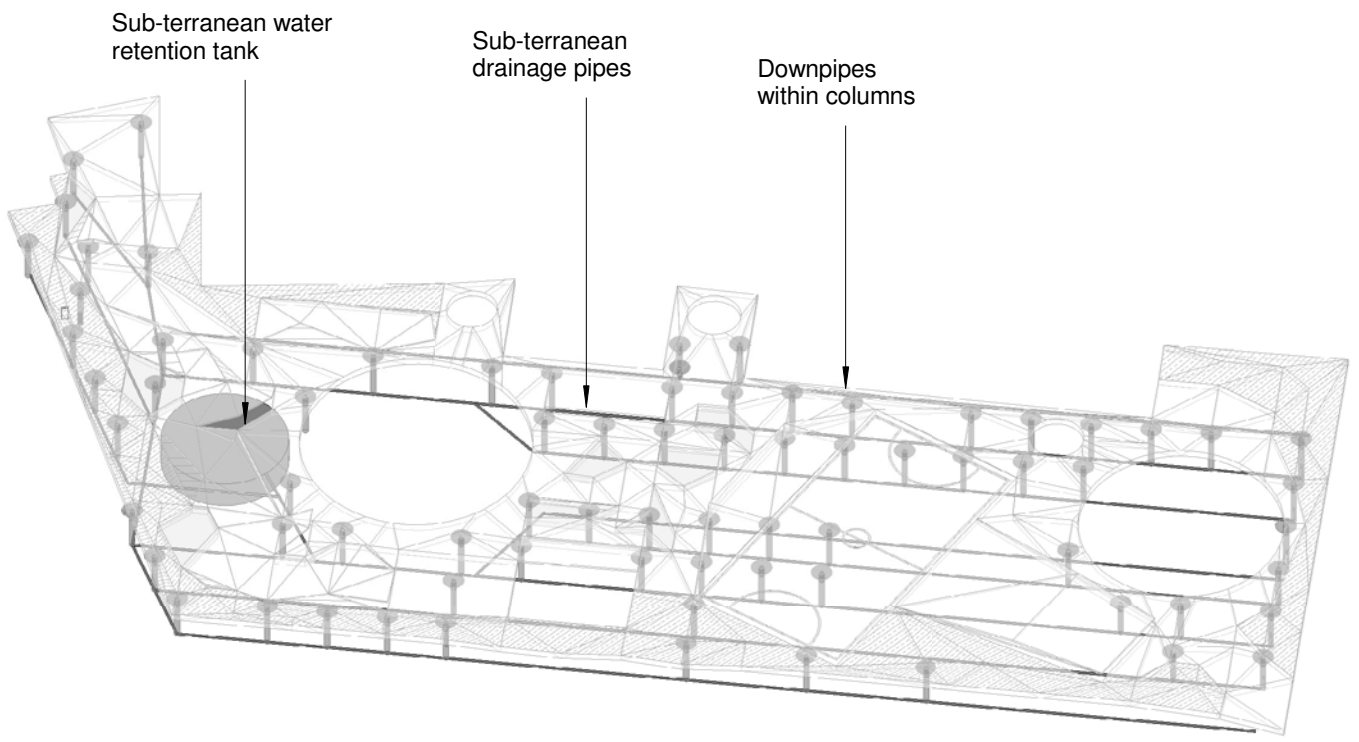 Sub-terranean water
retention tank
Sub-terranean
drainage pipes
Downpipes
within columns